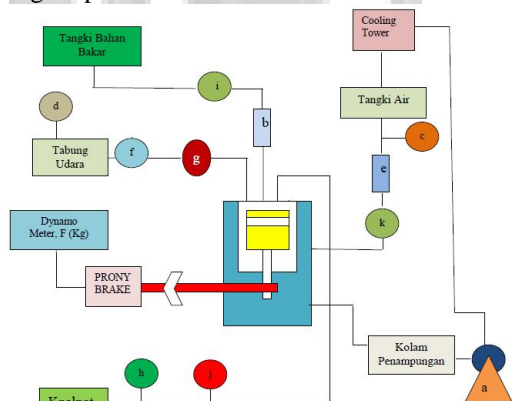 Tangki Bahan
Bakar
Cooling
Tower
i
d
Tangki Air
b
c
Tabung
Udara
f
g
e
Dynamo
Meter, F (Kg)
k
PRONY
BRAKE
Kolam
Penampungan
h
j
a